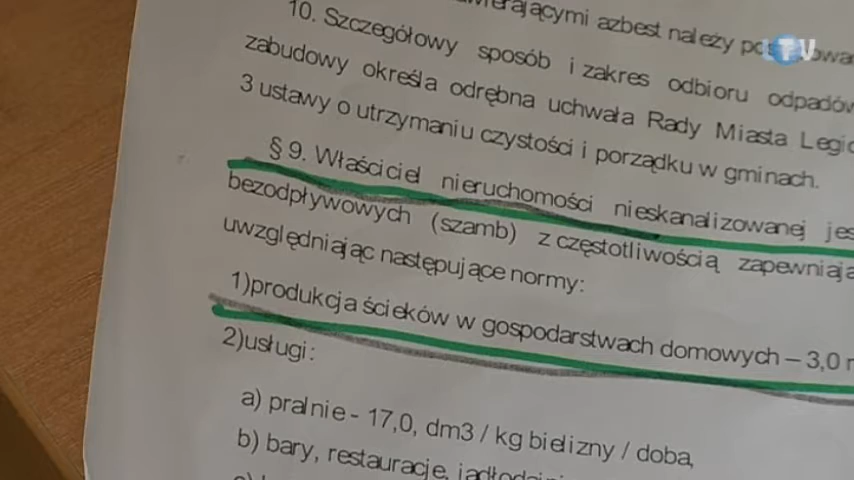 azbest należy
10. Szczegółowy sposób i zakres odbioru odpadów
zabudowy określa odrębna uchwała Rady Miasta
3 ustawy o utrzymaniu czystości i porządku w gminach.
§ 9. Właściciel nieruchomości nieskanalizowanej
bezodpływowych (szamb) z częstotliwością
uwzględniając następujące normy:
1)produkcja ścieków w gospodarstwach domowych – 3,0
2)usługi:
a) pralnie - 17,0, dm3 / kg bielizny / doba,
b) bary, restauracje,